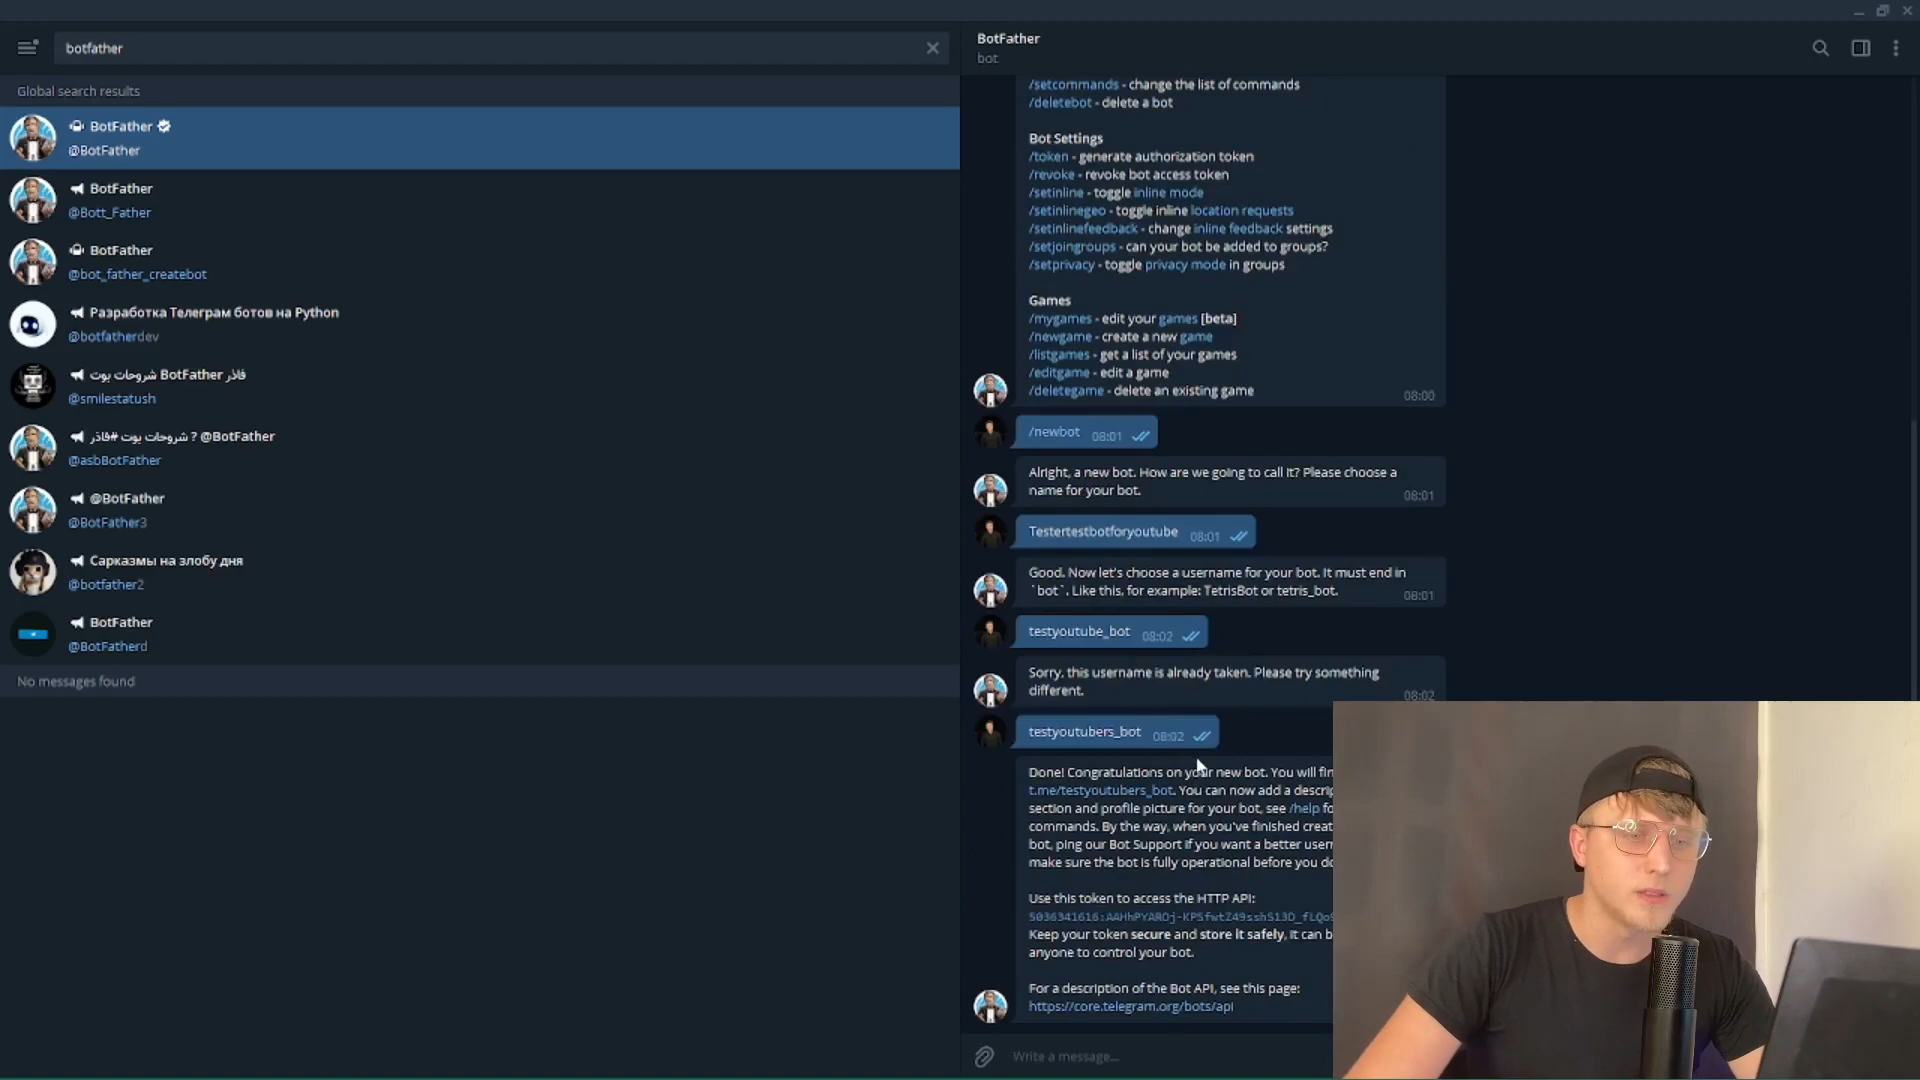 botfather
Global search results
BotFather
@BotFather
BotFather
@Bott_Father
BotFather
@bot_father_createbot
Разработка Телеграм ботов на Python
@botfatherdev
شروحات بوت BotFather فاذر
@smilestatush
شروحات بوت #فاذر ? @BotFather
@asbBotFather
@BotFather
@BotFather3
Сарказмы на злобу дня
@botfather2
BotFather
@BotFatherd
No messages found
BotFather
bot
/setcommands - change the list of commands
/deletebot - delete a bot
Bot Settings
/token - generate authorization token
/revoke - revoke bot access token
/setinline - toggle inline mode
/setinlinegeo - toggle inline location requests
/setinlinefeedback - change inline feedback settings
/setjoingroups - can your bot be added to groups?
/setprivacy - toggle privacy mode in groups
Games
/mygames - edit your games [beta]
/newgame - create a new game
/listgames - get a list of your games
/editgame - edit a game
/deletegame - delete an existing game
08:00
/newbot 08:01
Alright, a new bot. How are we going to call it? Please choose a
name for your bot.
08:01
Testertestbotforyoutube 08:01
Good. Now let's choose a username for your bot. It must end in
`bot`. Like this, for example: TetrisBot or tetris_bot.
08:01
testyoutube_bot 08:02
Sorry, this username is already taken. Please try something
different.
08:02
testyoutubers_bot 08:02
Done! Congratulations on your new bot. You will fin
t.me/testyoutubers_bot. You can now add a descrip
section and profile picture for your bot, see /help fo
commands. By the way, when you've finished creat
bot, ping our Bot Support if you want a better usern
make sure the bot is fully operational before you do
Use this token to access the HTTP API:
Keep your token secure and store it safely, it can b
anyone to control your bot.
For a description of the Bot API, see this page:
https://core.telegram.org/bots/api
Write a message...